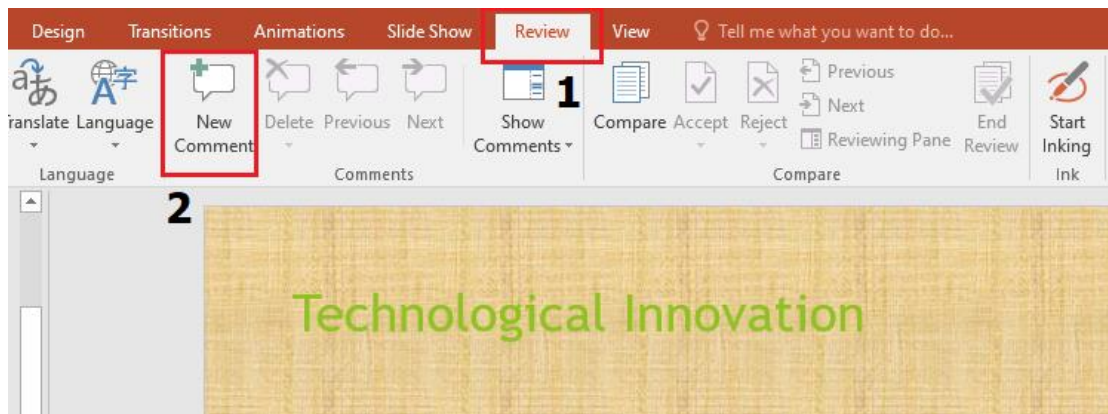 Design Transitions Animations Slide Show Review View Tell me what you want to do...
Translate Language New Comment Delete Previous Next Show Comments 1 Compare Accept Reject Previous
Next
Reviewing Pane
End Review Start Inking
Language Comments Compare Ink
2
Technological Innovation